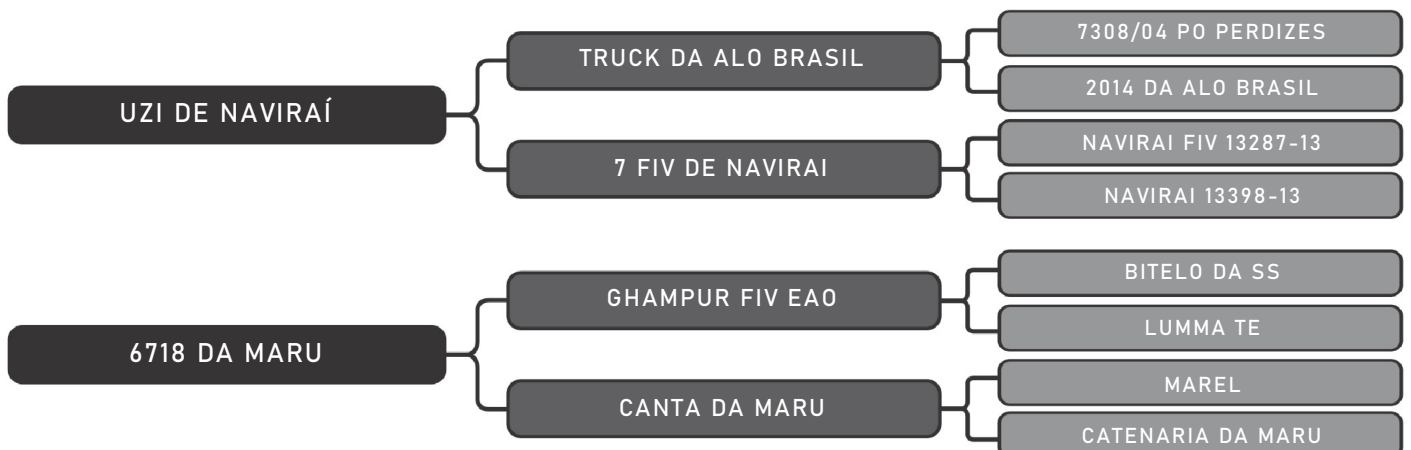 UZI DE NAVIRAÍ
TRUCK DA ALO BRASIL
7308/04 PO PERDIZES
2014 DA ALO BRASIL
7 FIV DE NAVIRAI
NAVIRAI FIV 13287-13
NAVIRAI 13398-13
6718 DA MARU
GHAMPUR FIV EAO
BITELO DA SS
LUMMA TE
CANTA DA MARU
MAREL
CATENARIA DA MARU